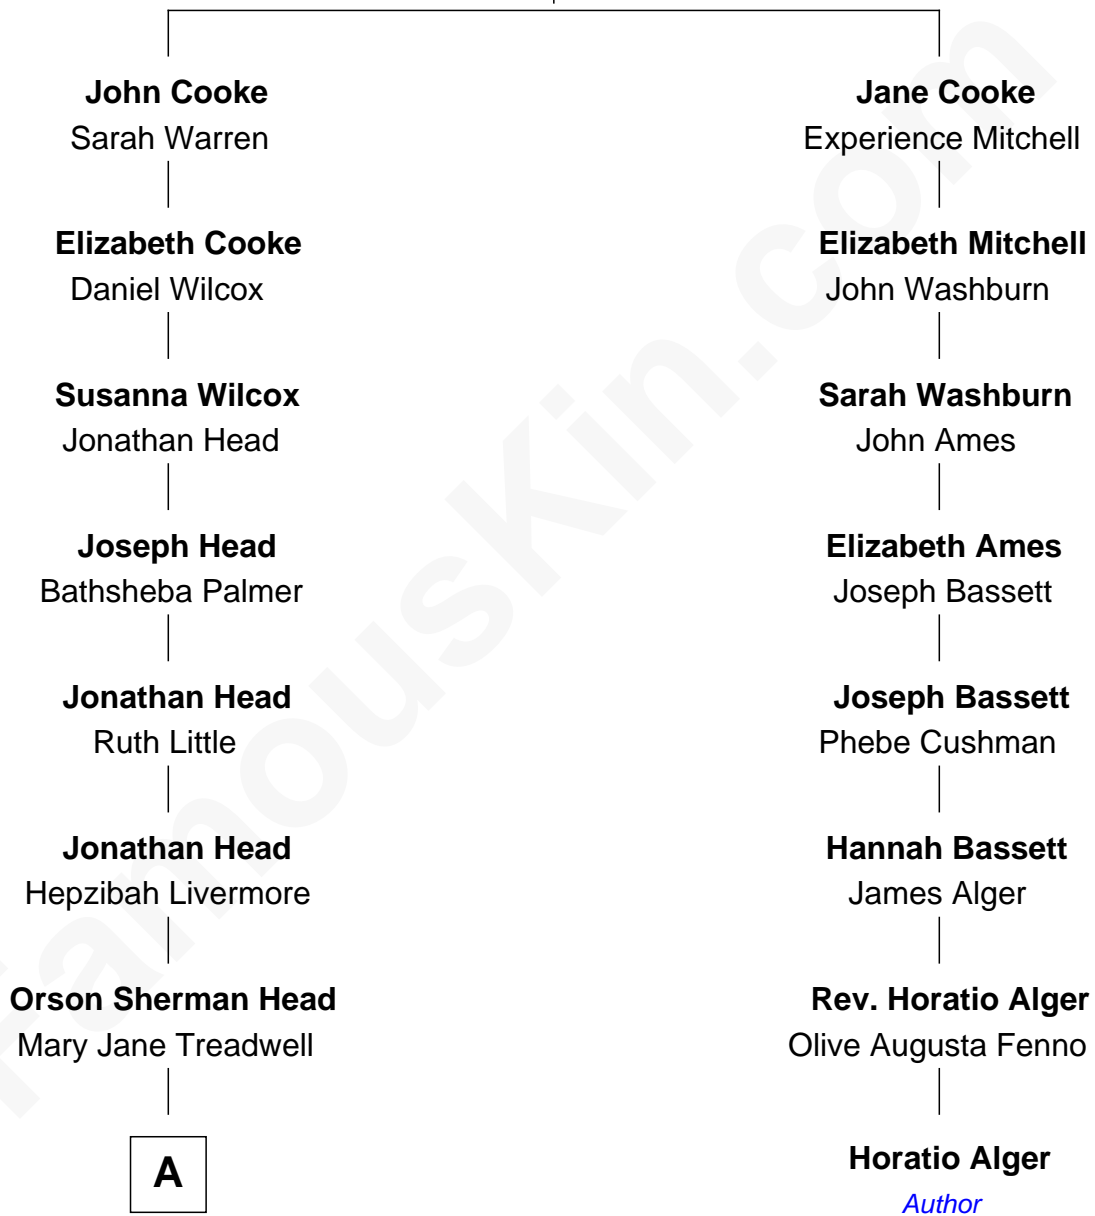 John Cooke
Sarah Warren
Jane Cooke
Experience Mitchell
Elizabeth Cooke
Daniel Wilcox
Elizabeth Mitchell
John Washburn
Susanna Wilcox
Jonathan Head
Sarah Washburn
John Ames
Joseph Head
Bathsheba Palmer
Elizabeth Ames
Joseph Bassett
Jonathan Head
Ruth Little
Joseph Bassett
Phebe Cushman
Jonathan Head
Hepzibah Livermore
Hannah Bassett
James Alger
Orson Sherman Head
Mary Jane Treadwell
Rev. Horatio Alger
Olive Augusta Fenno
A
Horatio Alger
Author
FamousKin.com